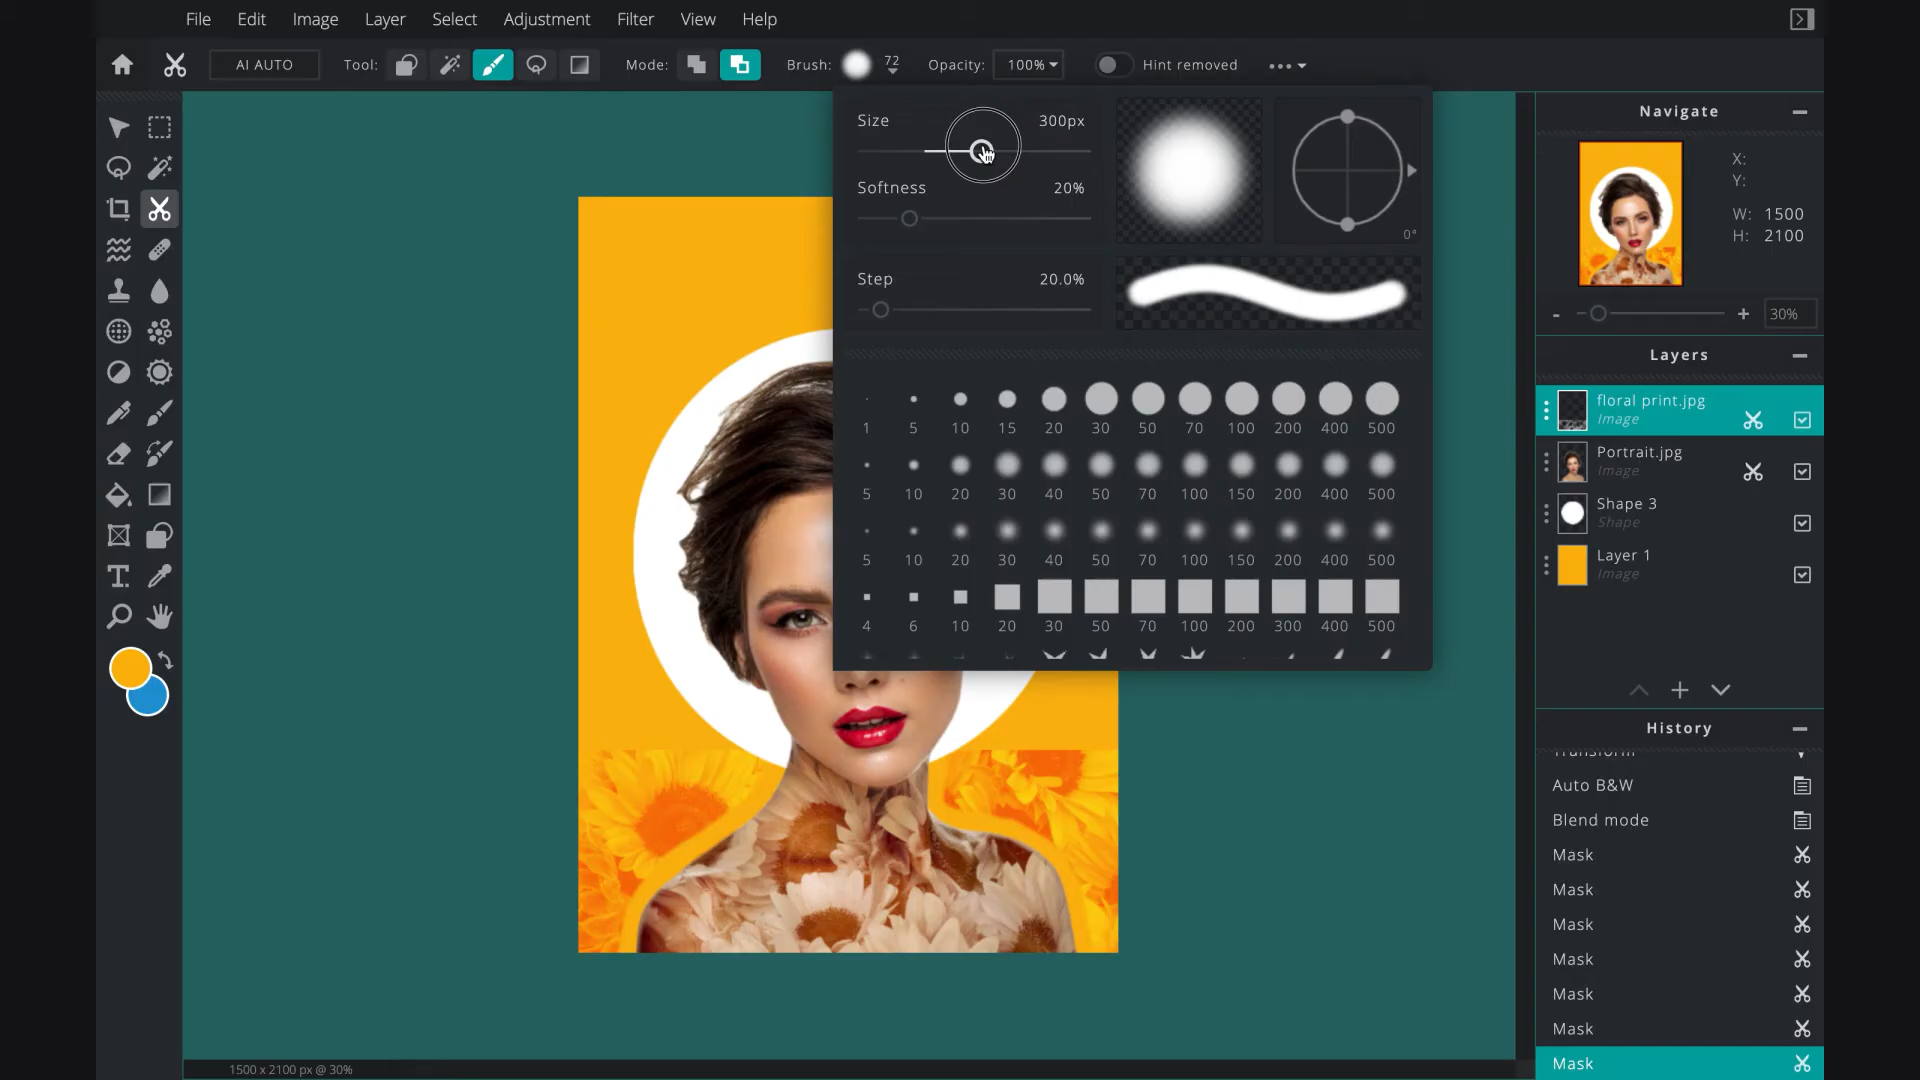 File Edit Image Layer Select Adjustment Filter View Help
AI AUTO Tool: Mode: Brush: 72 Opacity: 100% Hint removed
Size 300px
Softness 20%
0°
Step 20.0%
1 5 10 15 20 30 50 70 100 200 400 500
5 10 20 30 40 50 70 100 150 200 400 500
5 10 20 30 40 50 70 100 150 200 400 500
4 6 10 20 30 50 70 100 200 300 400 500
Navigate
X:
Y:
W: 1500
H: 2100
- + 30%
Layers
floral print.jpg
Image
Portrait.jpg
Image
Shape 3
Shape
Layer 1
Image
History
Transform
Auto B&W
Blend mode
Mask
Mask
Mask
Mask
Mask
Mask
Mask
1500 x 2100 px @ 30%